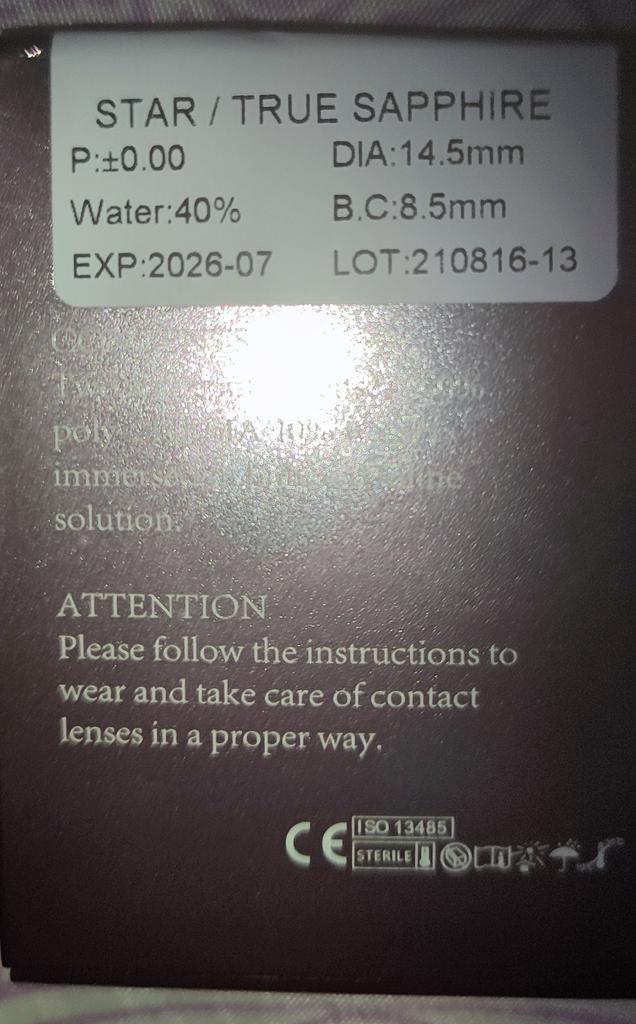 STAR / TRUE SAPPHIRE
P:±0.00 DIA:14.5mm
Water:40% B.C:8.5mm
EXP:2026-07 LOT:210816-13
solution.
ATTENTION
Please follow the instructions to
wear and take care of contact
lenses in a proper way.
CE ISO 13485
STERILE